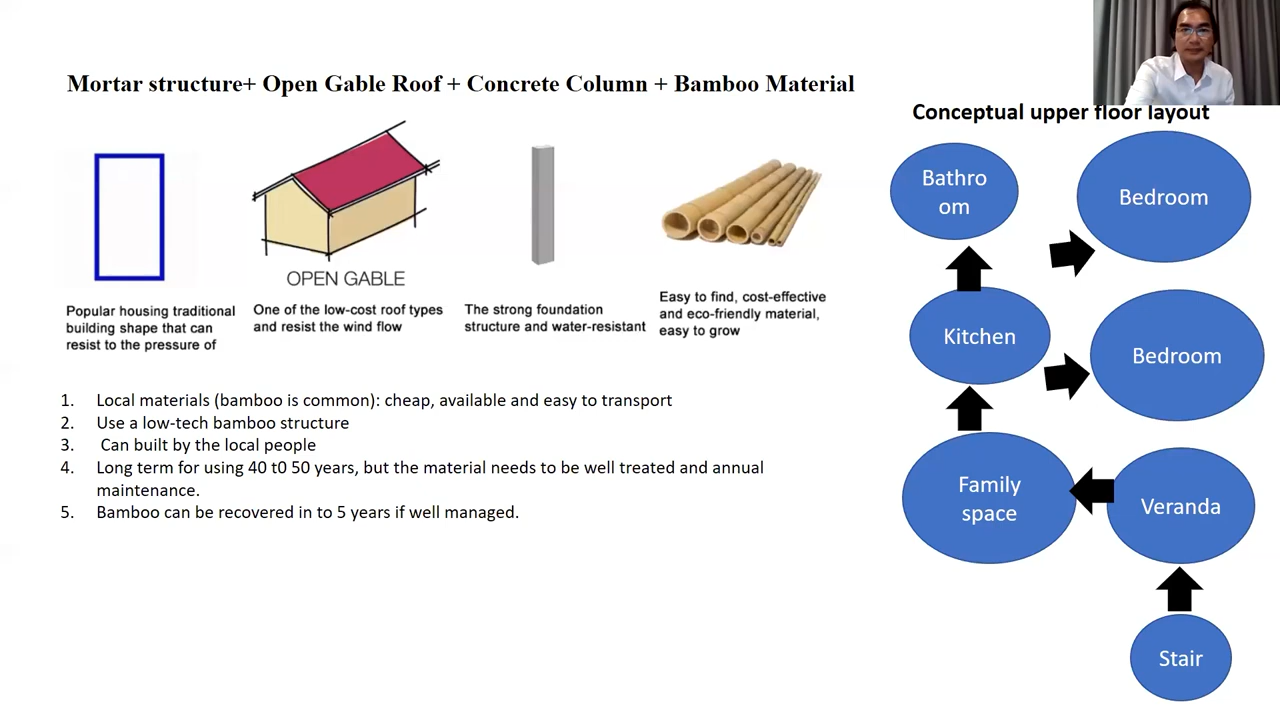 Mortar structure+ Open Gable Roof + Concrete Column + Bamboo Material
OPEN GABLE
Popular housing traditional
building shape that can
resist to the pressure of
One of the low-cost roof types
and resist the wind flow
The strong foundation
structure and water-resistant
Easy to find, cost-effective
and eco-friendly material,
easy to grow
1. Local materials (bamboo is common): cheap, available and easy to transport
2. Use a low-tech bamboo structure
3. Can built by the local people
4. Long term for using 40 t0 50 years, but the material needs to be well treated and annual
maintenance.
5. Bamboo can be recovered in to 5 years if well managed.
Conceptual upper floor layout
Bathro
om
Bedroom
Kitchen
Bedroom
Family
space
Veranda
Stair